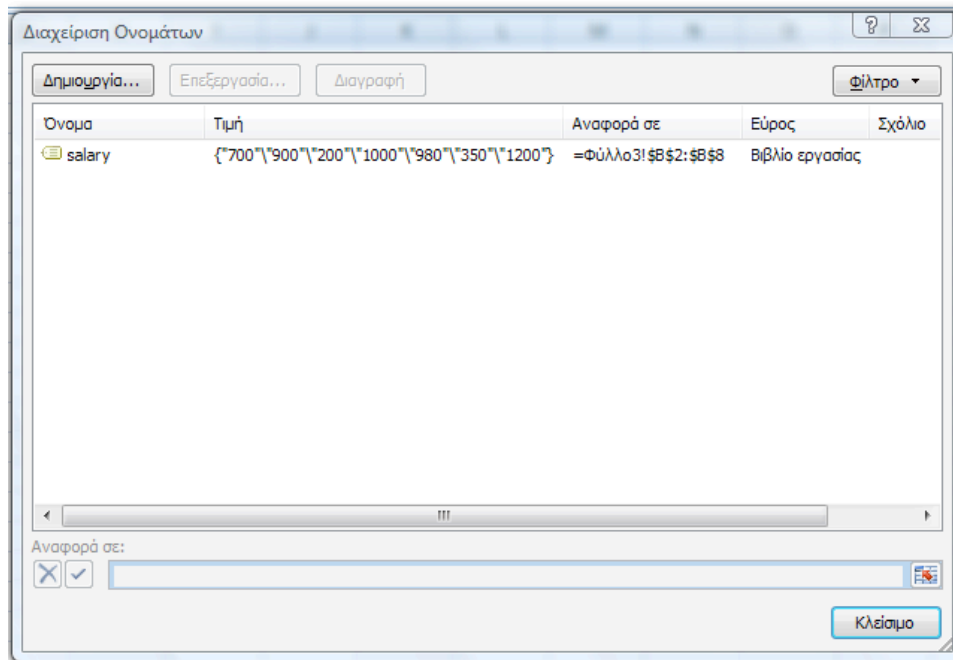 Διαχείριση Ονομάτων
Δημιουργία... Επεξεργασία... Διαγραφή Φίλτρο
Όνομα Τιμή Αναφορά σε Εύρος Σχόλιο
salary {"700"\"900"\"200"\"1000"\"980"\"350"\"1200"} =Φύλλο3!$B$2:$B$8 Βιβλίο εργασίας
Αναφορά σε:
Κλείσιμο